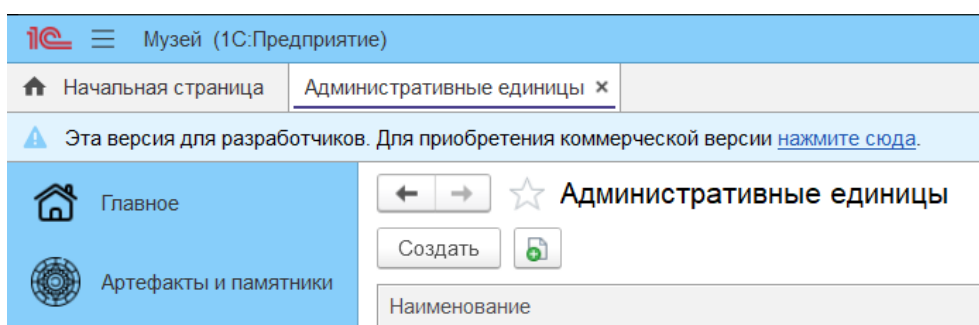 1С Музей (1С:Предприятие)
Начальная страница Административные единицы ×
Эта версия для разработчиков. Для приобретения коммерческой версии нажмите сюда.
Главное
Административные единицы
Создать
Артефакты и памятники
Наименование